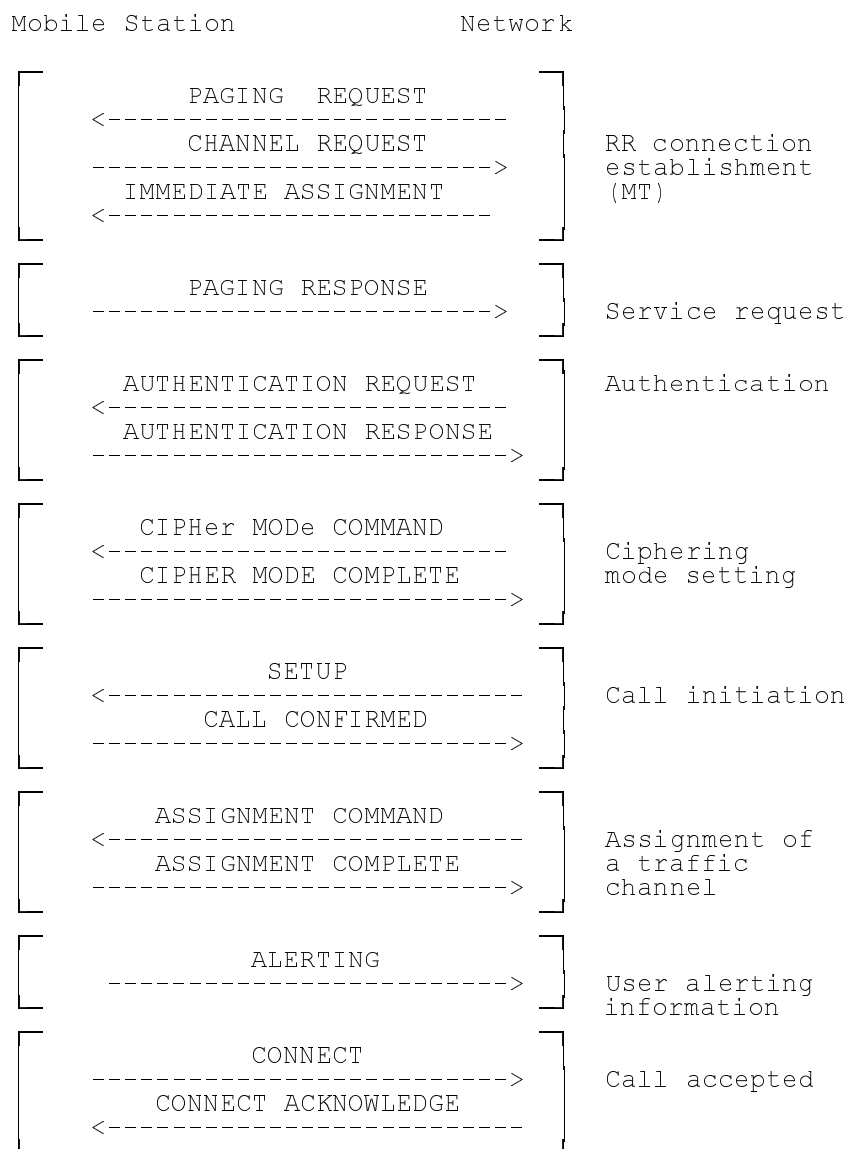 Mobile Station Network
PAGING REQUEST
<--------------------------
CHANNEL REQUEST RR connection
-------------------------> establishment
IMMEDIATE ASSIGNMENT (MT)
<------------------------
PAGING RESPONSE
--------------------------> Service request
AUTHENTICATION REQUEST Authentication
<--------------------------
AUTHENTICATION RESPONSE
--------------------------->
CIPHer MODe COMMAND
<-------------------------- Ciphering
CIPHER MODE COMPLETE mode setting
--------------------------->
SETUP
<--------------------------- Call initiation
CALL CONFIRMED
--------------------------->
ASSIGNMENT COMMAND
<--------------------------- Assignment of
ASSIGNMENT COMPLETE a traffic
---------------------------> channel
ALERTING
--------------------------> User alerting
information
CONNECT
---------------------------> Call accepted
CONNECT ACKNOWLEDGE
<---------------------------